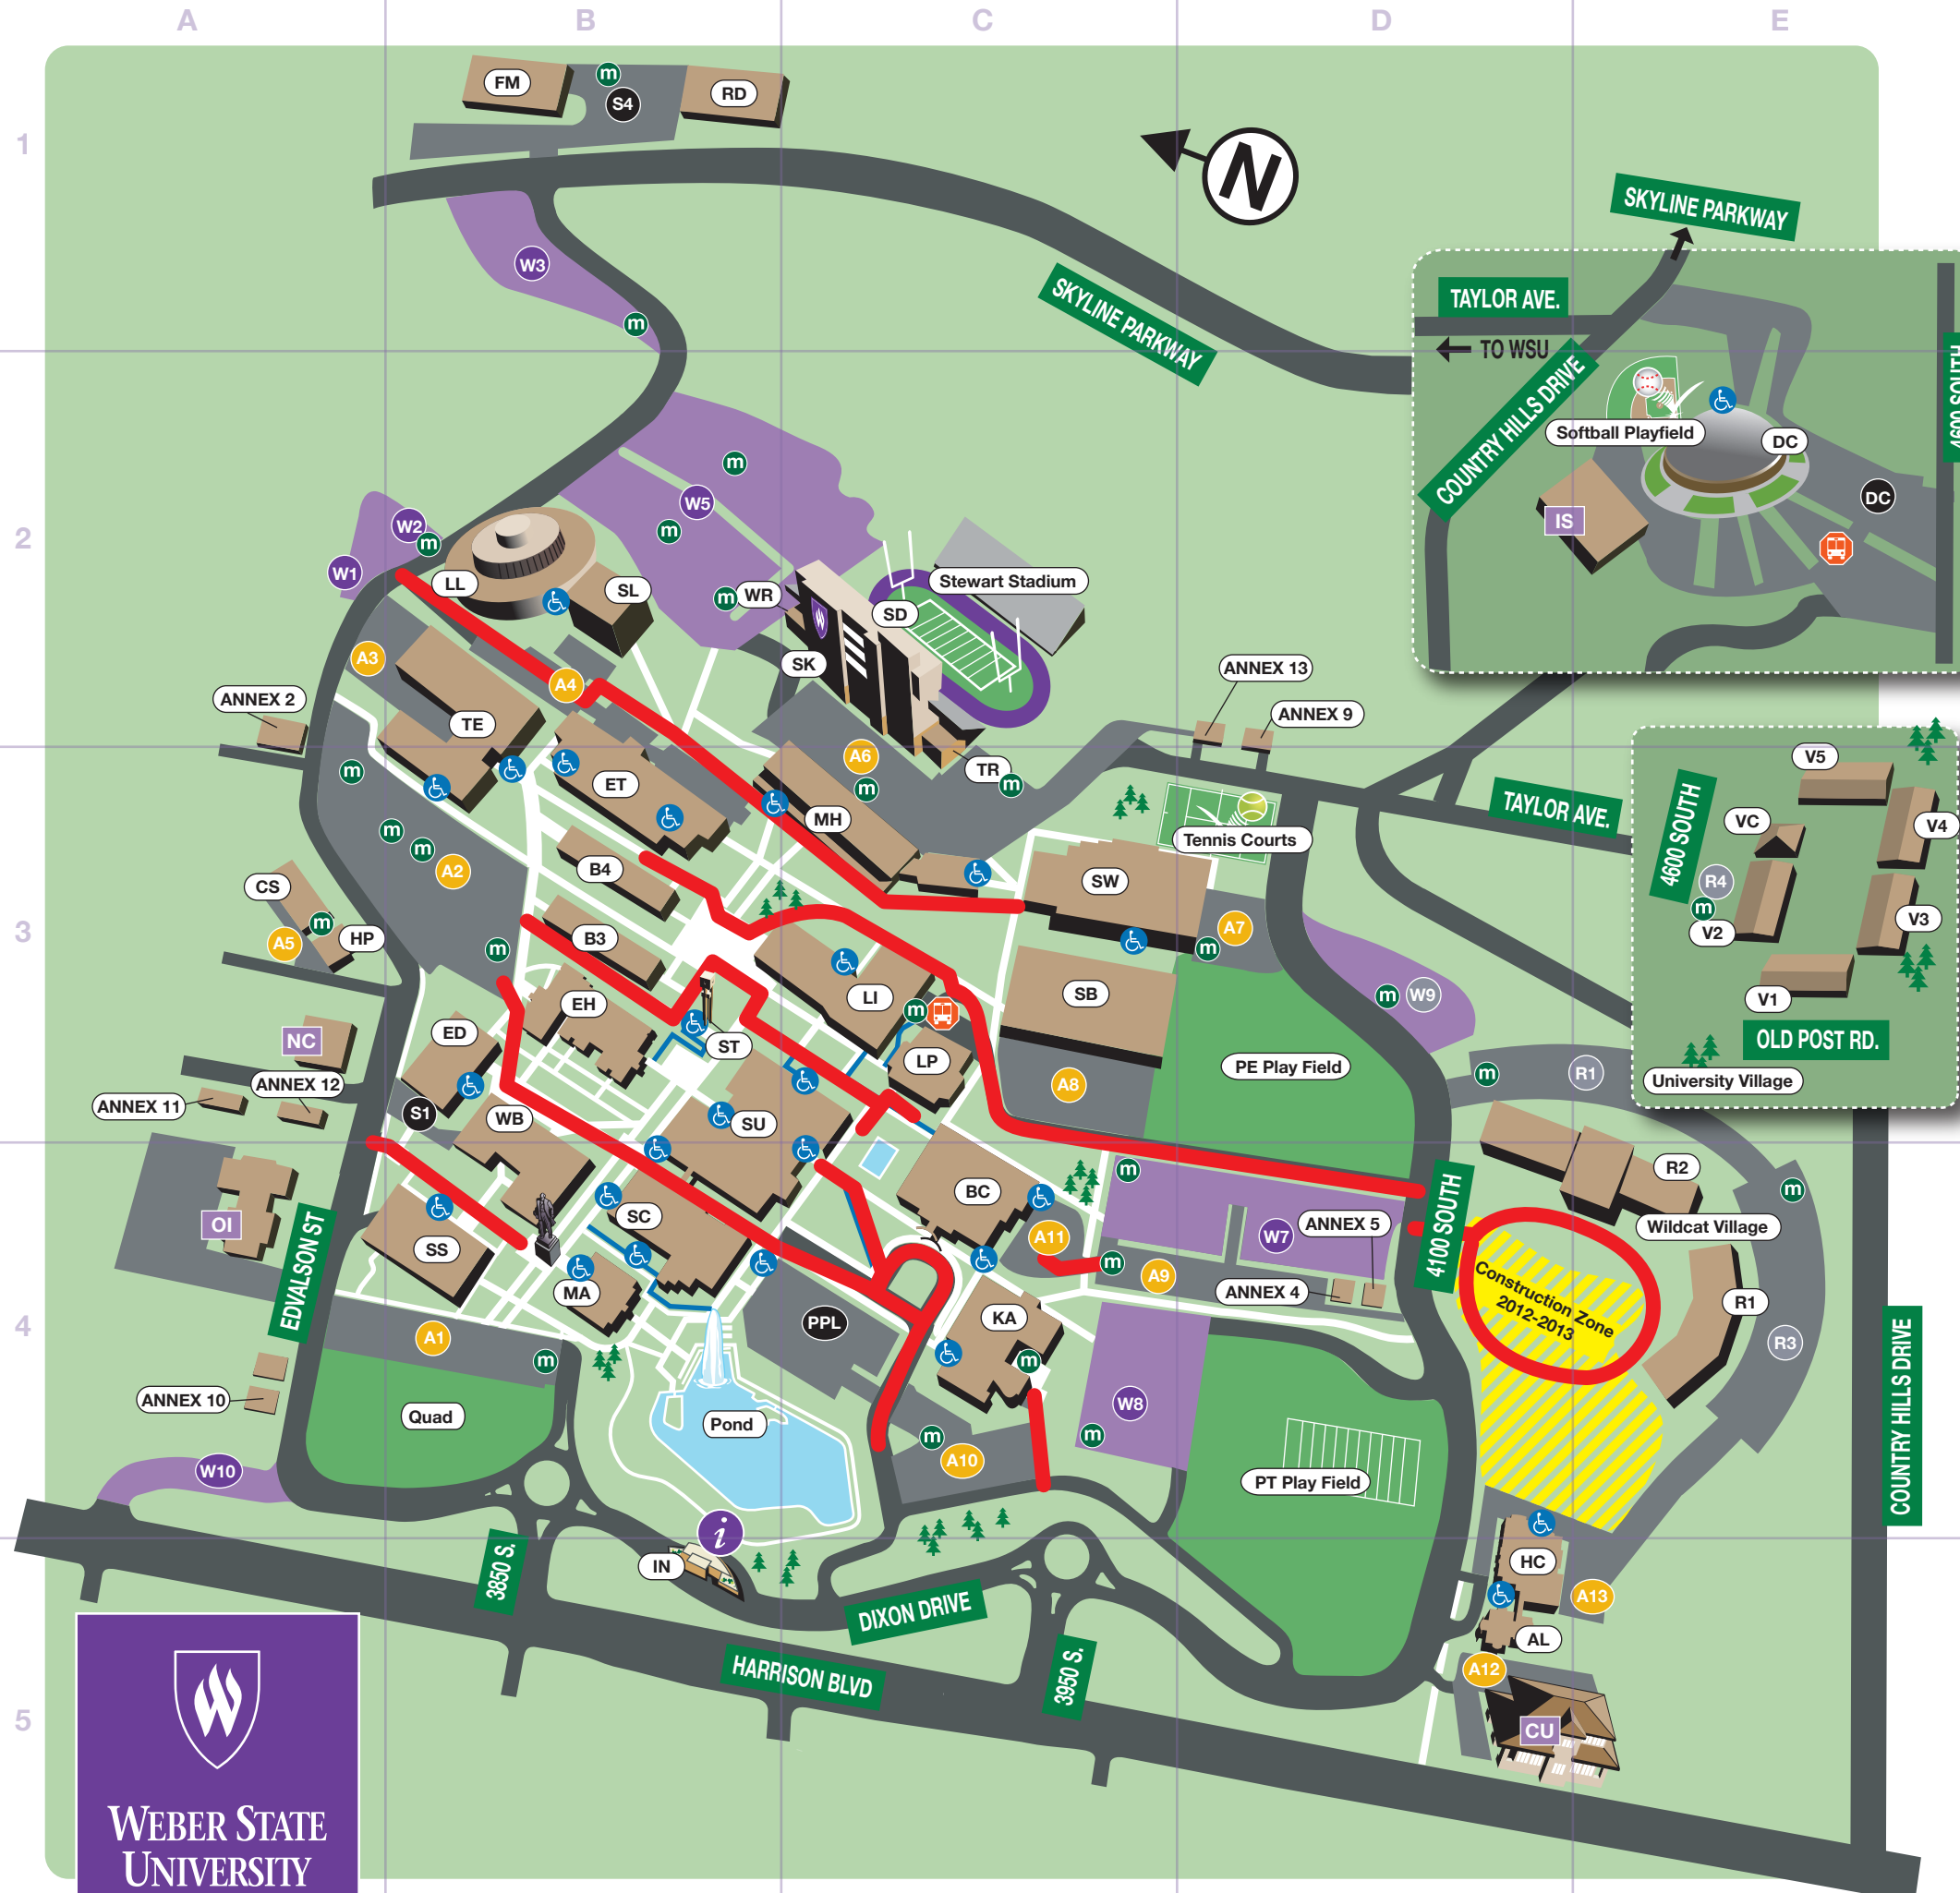 A
B
C
D
E
1
FM
m
S4
RD
N
SKYLINE PARKWAY
W3
m
SKYLINE PARKWAY
TAYLOR AVE.
TO WSU
COUNTRY HILLS DRIVE
4600 SOUTH
Softball Playfield
DC
DC
IS
2
m
W5
m
W2
m
W1
LL
SL
m
WR
SD
Stewart Stadium
SK
A3
A4
ANNEX 2
TE
ANNEX 13
ANNEX 9
A6
TR
m
m
m
ET
MH
TAYLOR AVE.
Tennis Courts
V5
VC
V4
4600 SOUTH
R4
m
V2
V3
V1
OLD POST RD.
University Village
m
m
A2
B4
SW
3
CS
m
A5
HP
m
B3
A7
m
LI
SB
m
W9
EH
m
NC
ED
ST
LP
PE Play Field
m
R1
ANNEX 12
ANNEX 11
S1
WB
SU
A8
m
R2
m
BC
OI
SC
SS
A11
m
W7
ANNEX 5
4100 SOUTH
Wildcat Village
EDVALSON ST
MA
A9
ANNEX 4
Construction Zone
2012-2013
R1
4
A1
m
PPL
KA
m
R3
ANNEX 10
Quad
Pond
m
A10
W8
m
COUNTRY HILLS DRIVE
W10
PT Play Field
i
IN
3850 S.
DIXON DRIVE
HC
A13
AL
A12
HARRISON BLVD
3950 S.
5
CU
WEBER STATE
UNIVERSITY